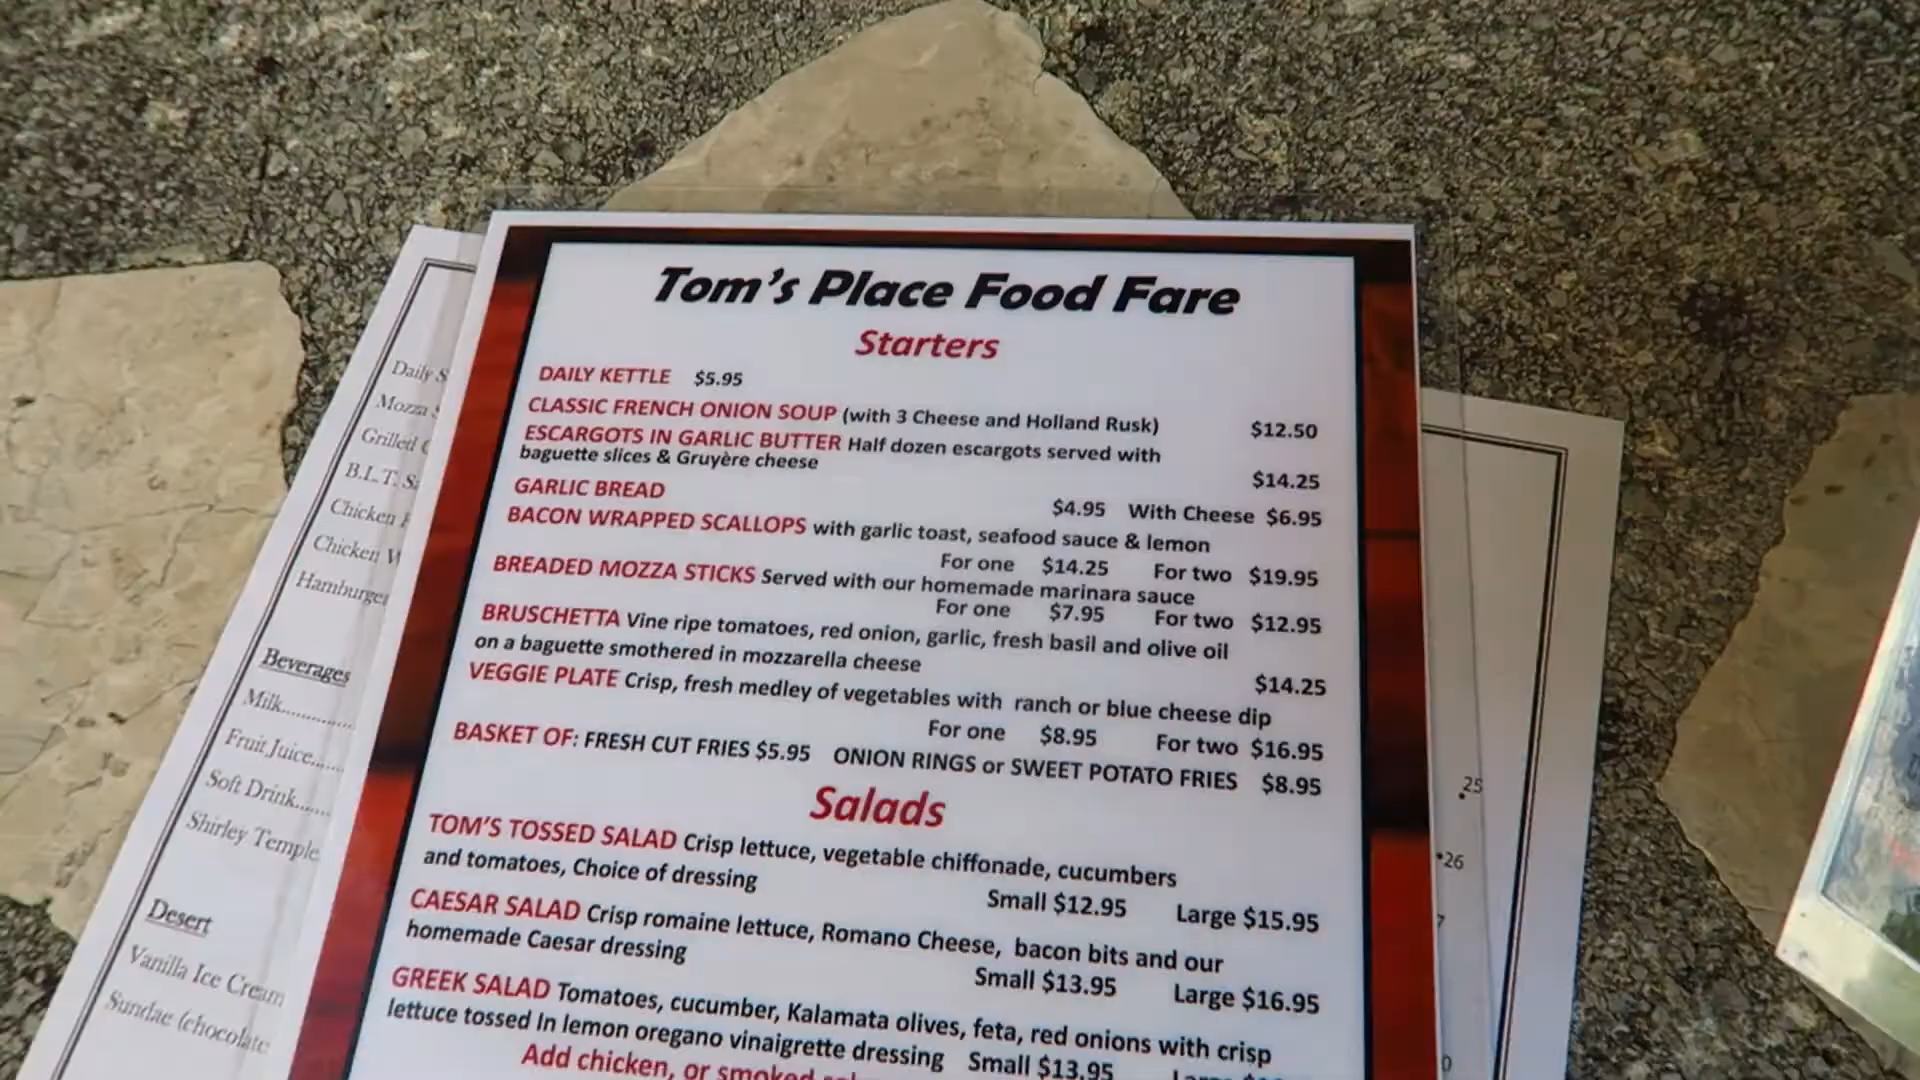 Tom's Place Food Fare
Starters
DAILY KETTLE $5.95
CLASSIC FRENCH ONION SOUP (with 3 Cheese and Holland Rusk) $12.50
ESCARGOTS IN GARLIC BUTTER Half dozen escargots served with
baguette slices & Gruyère cheese $14.25
GARLIC BREAD $4.95 With Cheese $6.95
BACON WRAPPED SCALLOPS with garlic toast, seafood sauce & lemon
For one $14.25 For two $19.95
BREADED MOZZA STICKS Served with our homemade marinara sauce
For one $7.95 For two $12.95
BRUSCHETTA Vine ripe tomatoes, red onion, garlic, fresh basil and olive oil
on a baguette smothered in mozzarella cheese $14.25
VEGGIE PLATE Crisp, fresh medley of vegetables with ranch or blue cheese dip
For one $8.95 For two $16.95
BASKET OF: FRESH CUT FRIES $5.95 ONION RINGS or SWEET POTATO FRIES $8.95
Salads
TOM'S TOSSED SALAD Crisp lettuce, vegetable chiffonade, cucumbers
and tomatoes, Choice of dressing
Small $12.95 Large $15.95
CAESAR SALAD Crisp romaine lettuce, Romano Cheese, bacon bits and our
homemade Caesar dressing
Small $13.95 Large $16.95
GREEK SALAD Tomatoes, cucumber, Kalamata olives, feta, red onions with crisp
lettuce tossed In lemon oregano vinaigrette dressing Small $13.95
Add chicken, or smoked
Daily S
Mozza
Grilled
B.L.T. S
Chicken
Chicken W
Hamburger
Beverages
Milk...............
Fruit Juice.......
Soft Drink........
Shirley Temple
Desert
Vanilla Ice Cream
Sundae (chocolate
25
26
7
0